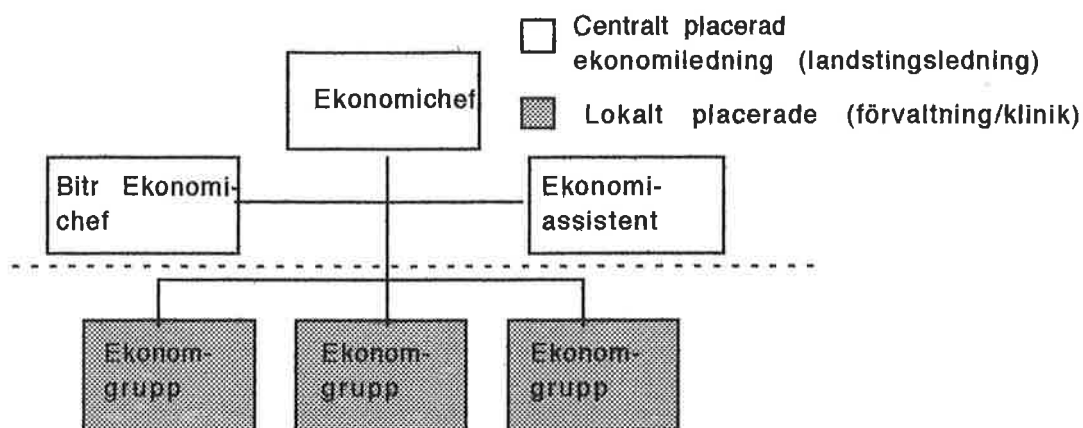 Centralt placerad
ekonomiledning (landstingsledning)
Ekonomichef
Lokalt placerade (förvaltning/klinik)
Bitr Ekonomi-
chef
Ekonomi-
assistent
Ekonom-
grupp
Ekonom-
grupp
Ekonom-
grupp